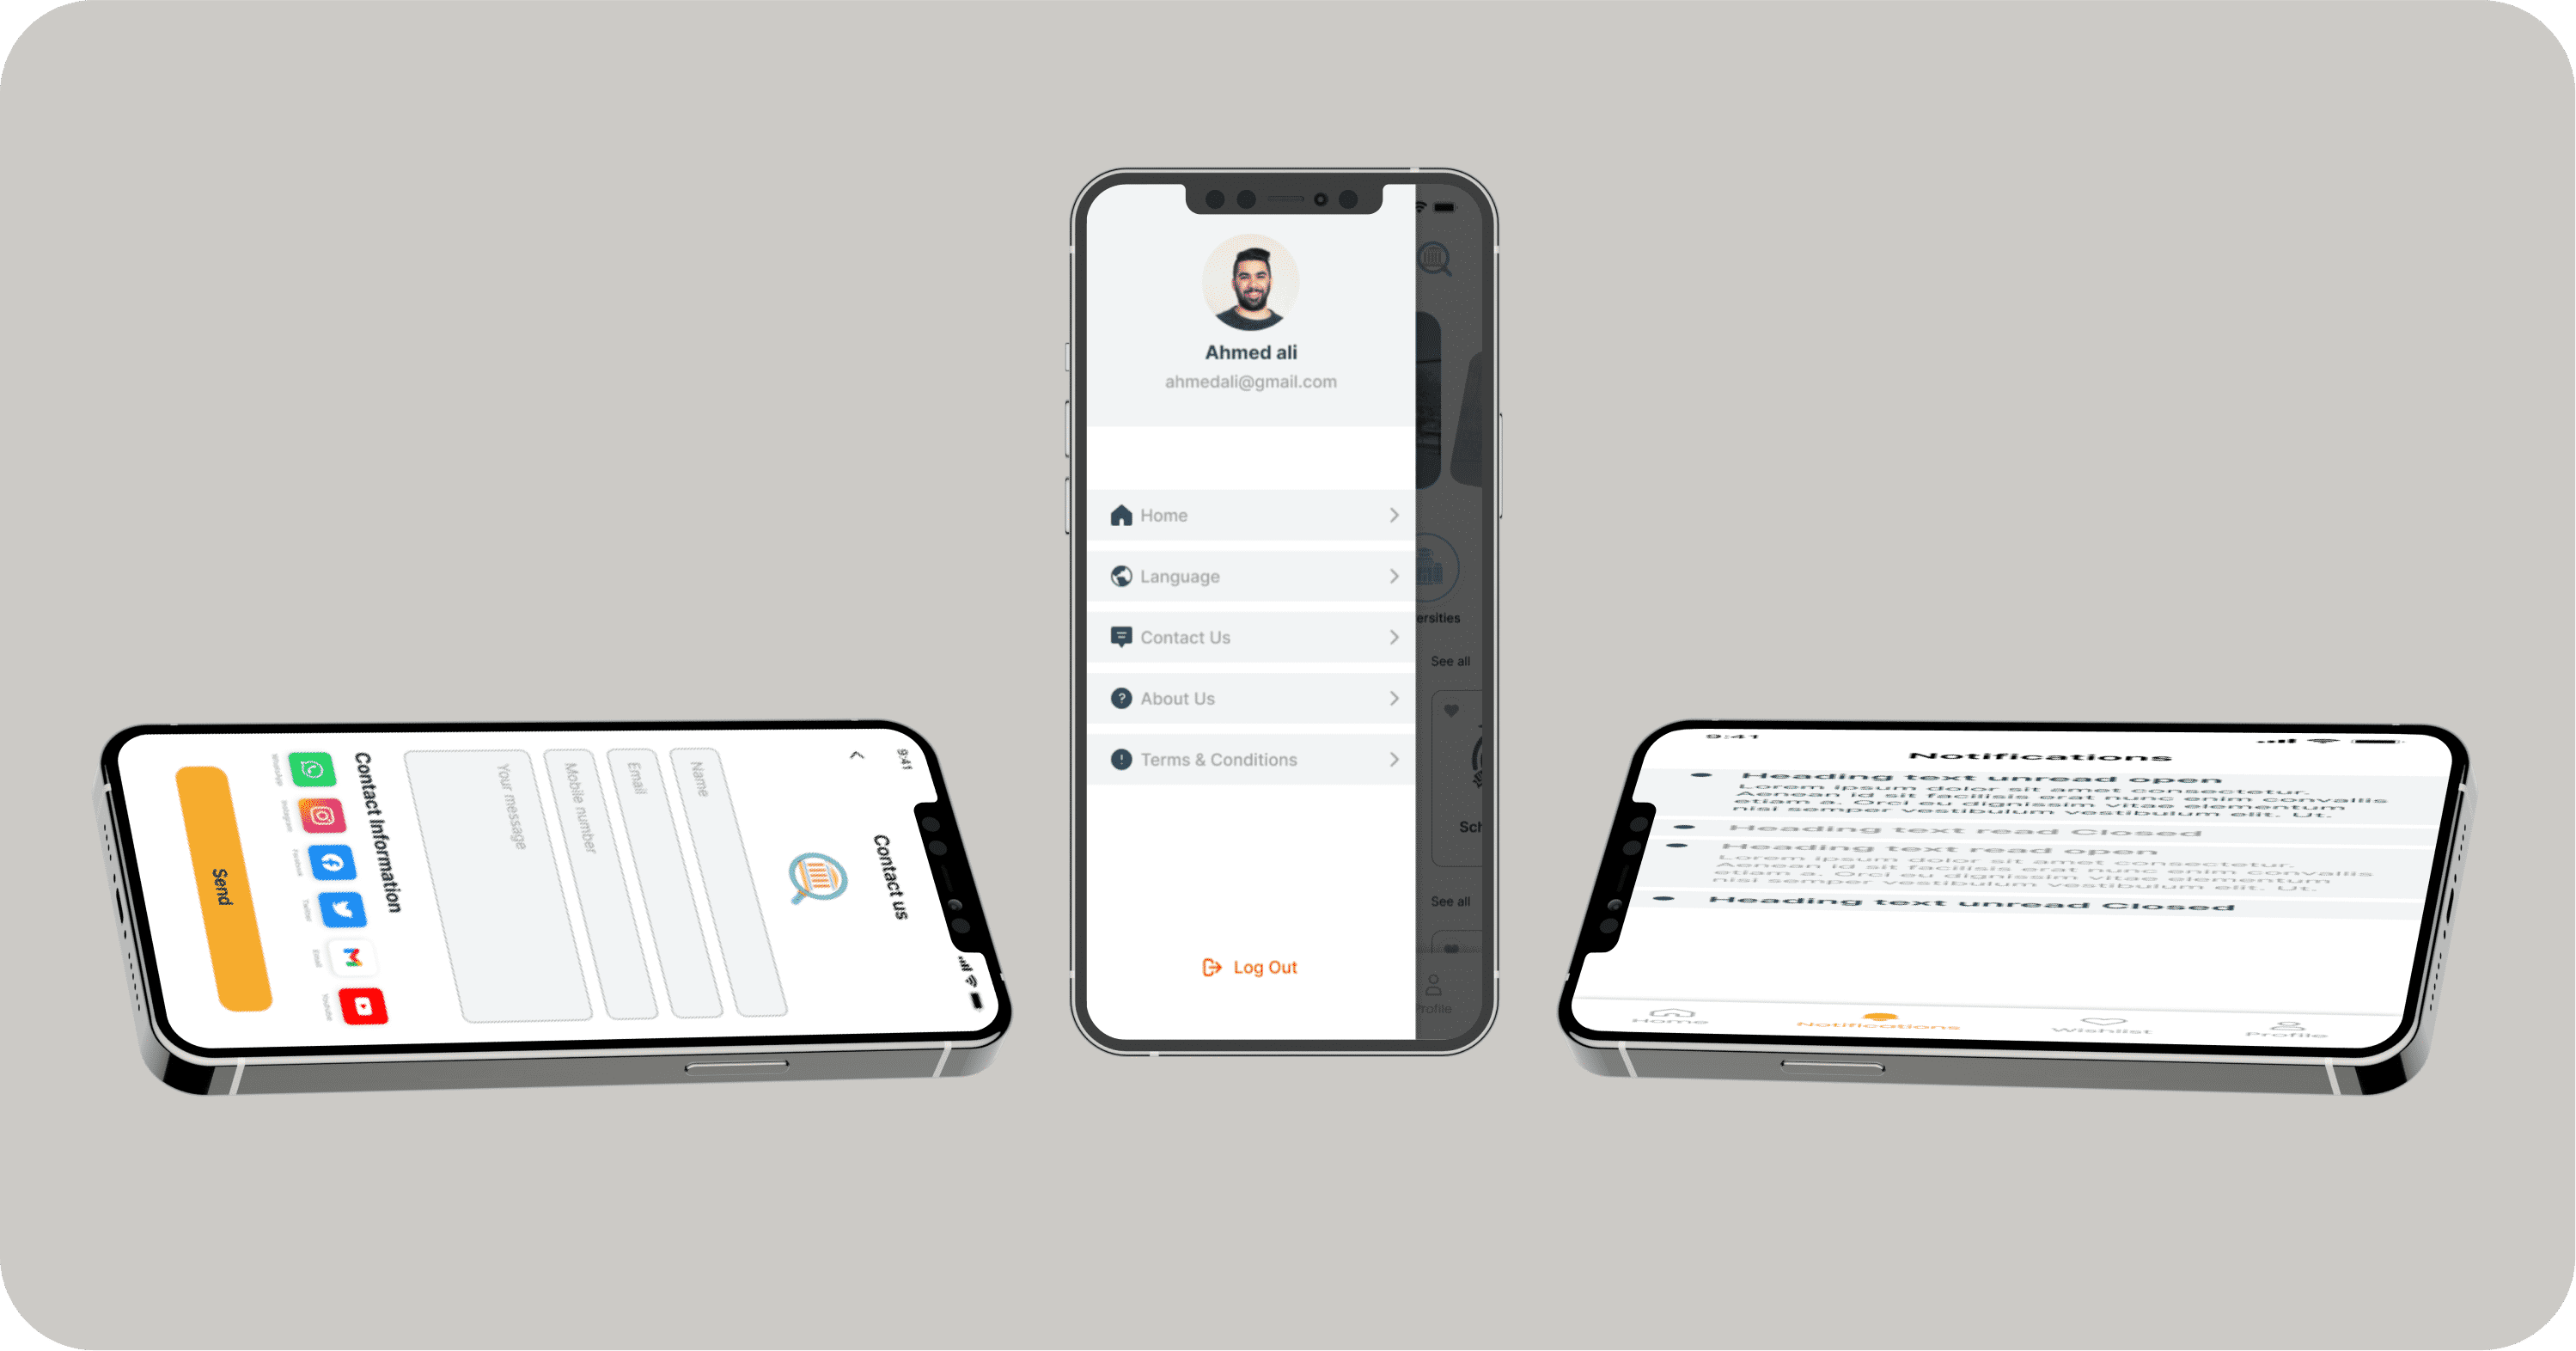 9:41
Contact us
Name
Email
Mobile number
Your message
Contact Information
WhatsApp
Instagram
Facebook
Twitter
Email
Youtube
Send
Ahmed ali
ahmedali@gmail.com
Home
Language
Contact Us
About Us
Terms & Conditions
Log Out
ersities
See all
Sch
See all
Profile
9:41
Notifications
Heading text unread open
Lorem ipsum dolor sit amet consectetur.
Aenean id sit facilisis erat nunc enim convallis
etiam a. Orci eu dignissim vitae elementum
nisi semper vestibulum vestibulum elit. Ut.
Heading text read Closed
Heading text read open
Lorem ipsum dolor sit amet consectetur.
Aenean id sit facilisis erat nunc enim convallis
etiam a. Orci eu dignissim vitae elementum
nisi semper vestibulum vestibulum elit. Ut.
Heading text unread Closed
Home
Notifications
Wishlist
Profile